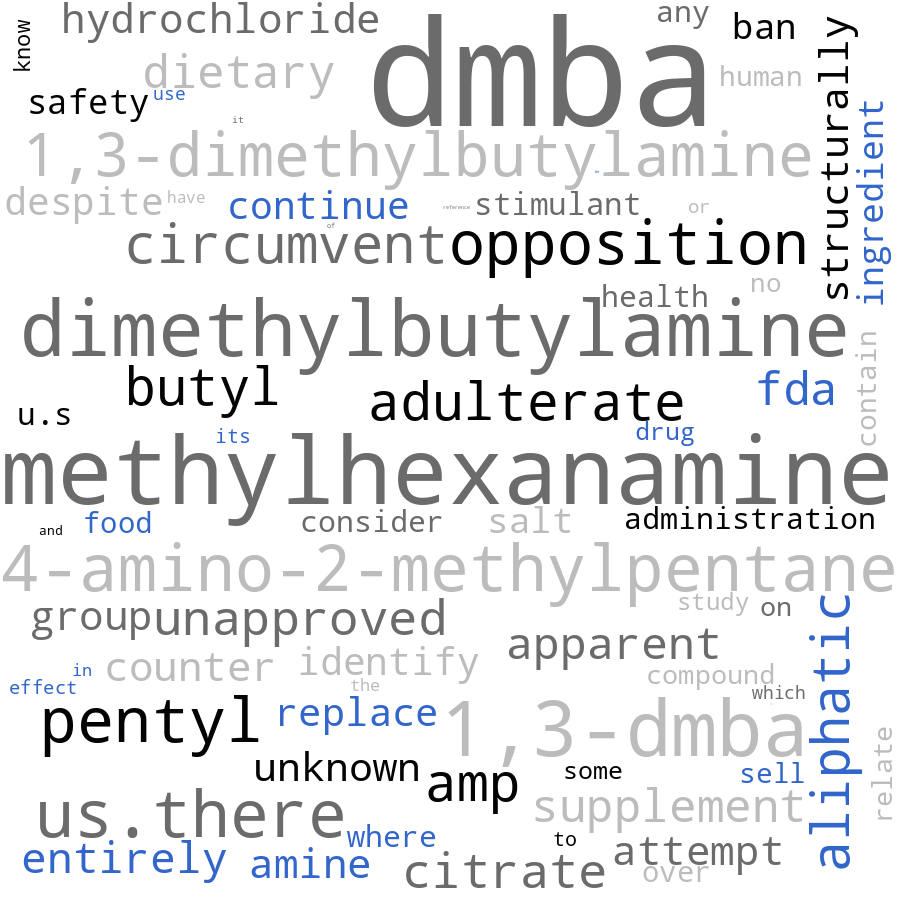 know
hydrochloride
any
ban
dmba
dietary
human
structurally
safety
use
ingredient
it
1,3-dimethylbutylamine
despite
have
continue
reference
stimulant
or
of
circumvent
opposition
no
health
dimethylbutylamine
contain
butyl
adulterate
fda
u.s
its
drug
methylhexanamine
and
food
consider
salt
administration
4-amino-2-methylpentane
group
unapproved
study
on
aliphatic
apparent
in
counter
identify
compound
effect
the
which
pentyl
replace
1,3-dmba
relate
unknown
amp
some
sell
us.there
supplement
where
to
entirely
amine
citrate
attempt
over